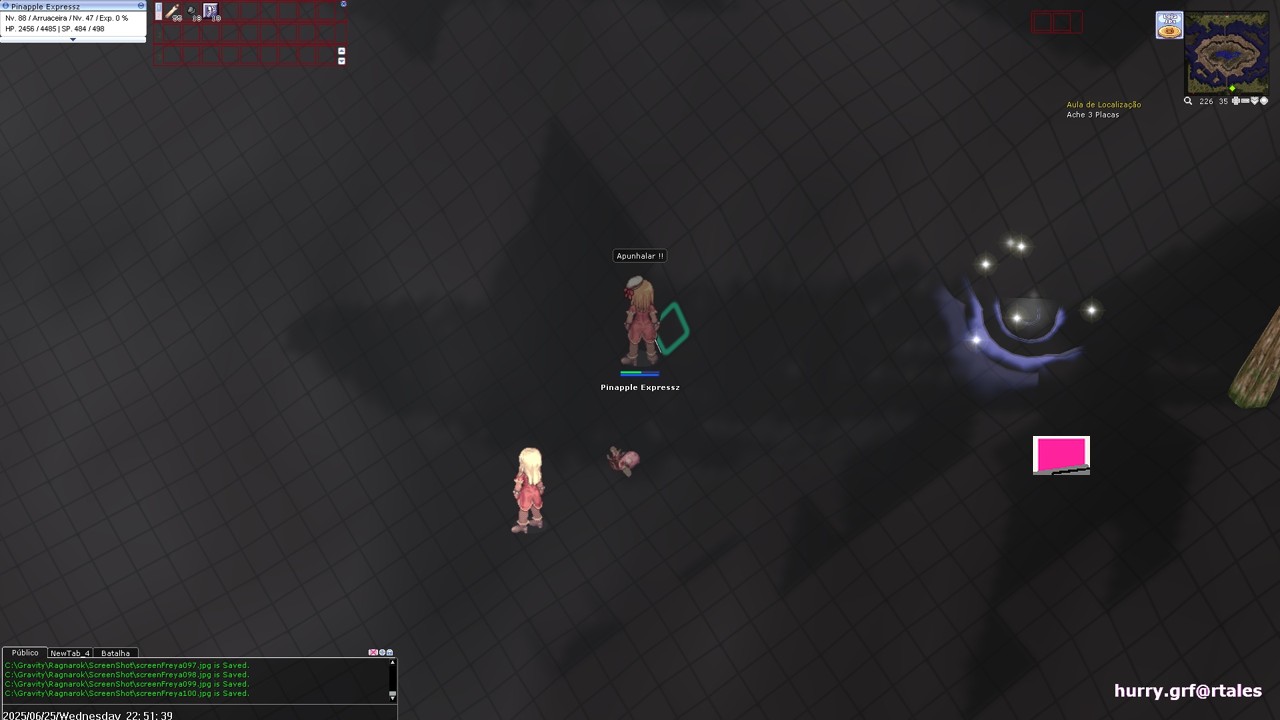 Pinapple Expressz
Nv. 88 / Arruaceira / Nv. 47 / Exp. 0 %
HP. 2456 / 4485 | SP. 484 / 498
226 35
Aula de Localização
Ache 3 Placas
Apunhalar !!
Pinapple Expressz
Público NewTab_4 Batalha
C:\Gravity\Ragnarok\ScreenShot\screenFreya097.jpg is Saved.
C:\Gravity\Ragnarok\ScreenShot\screenFreya098.jpg is Saved.
C:\Gravity\Ragnarok\ScreenShot\screenFreya099.jpg is Saved.
C:\Gravity\Ragnarok\ScreenShot\screenFreya100.jpg is Saved.
2025/06/25/Wednesday 22:51:39
hurry.grf@rtales